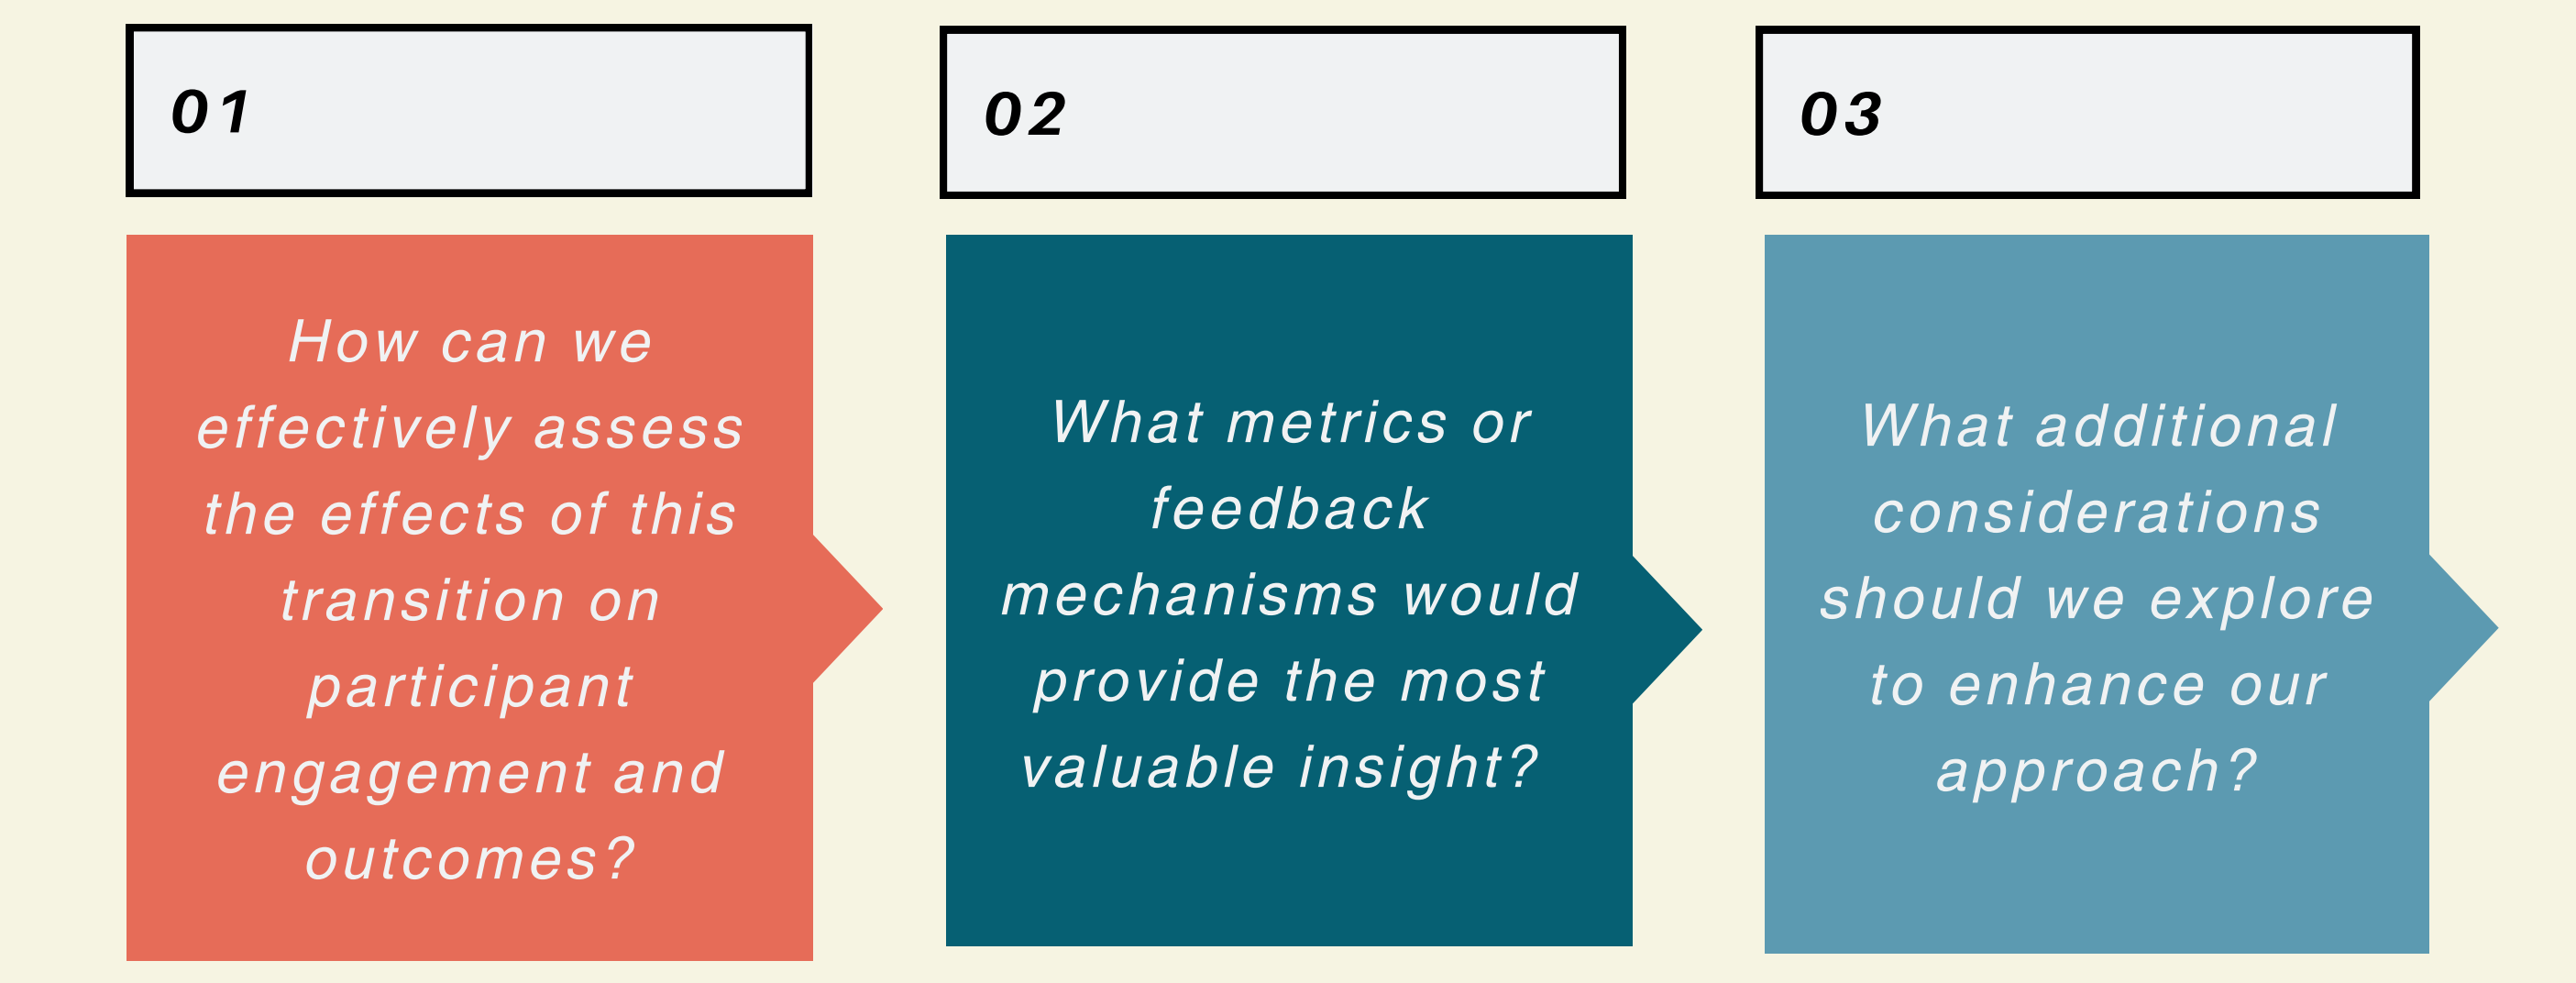 01
How can we
effectively assess
the effects of this
transition on
participant
engagement and
outcomes?
02
What metrics or
feedback
mechanisms would
provide the most
valuable insight?
03
What additional
considerations
should we explore
to enhance our
approach?